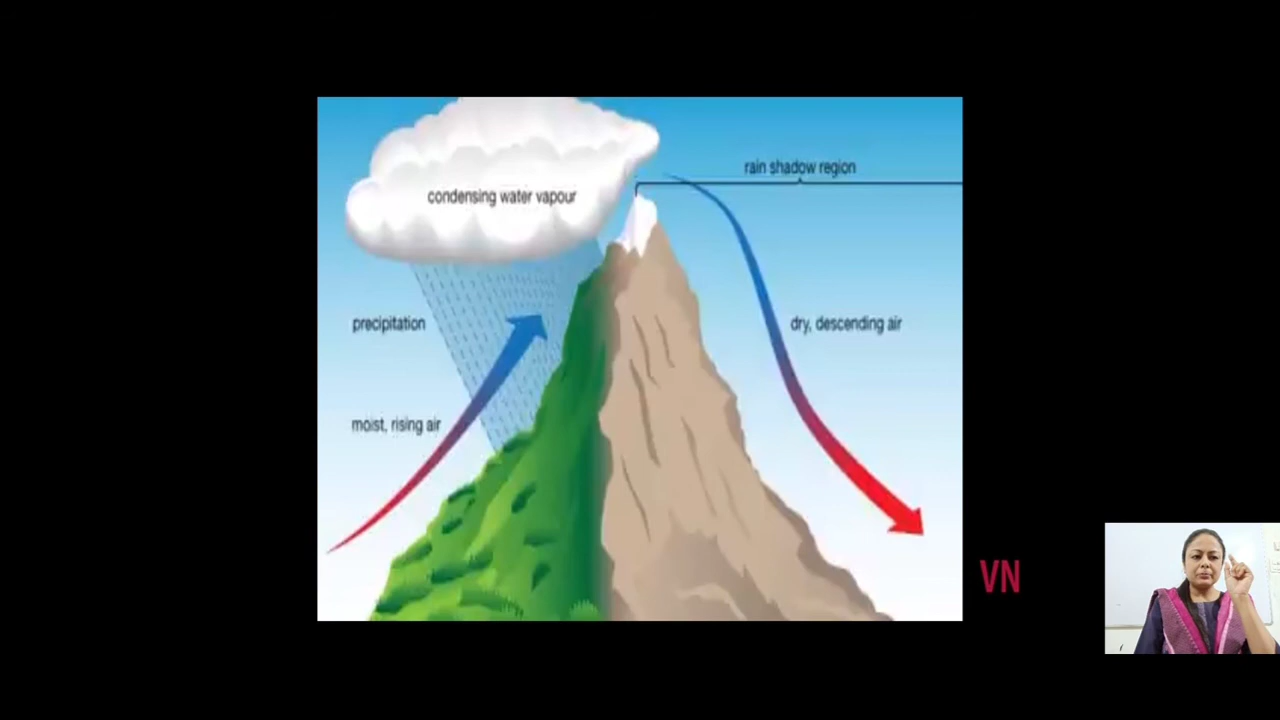 rain shadow region
condensing water vapour
precipitation
dry, descending air
moist, rising air
VN